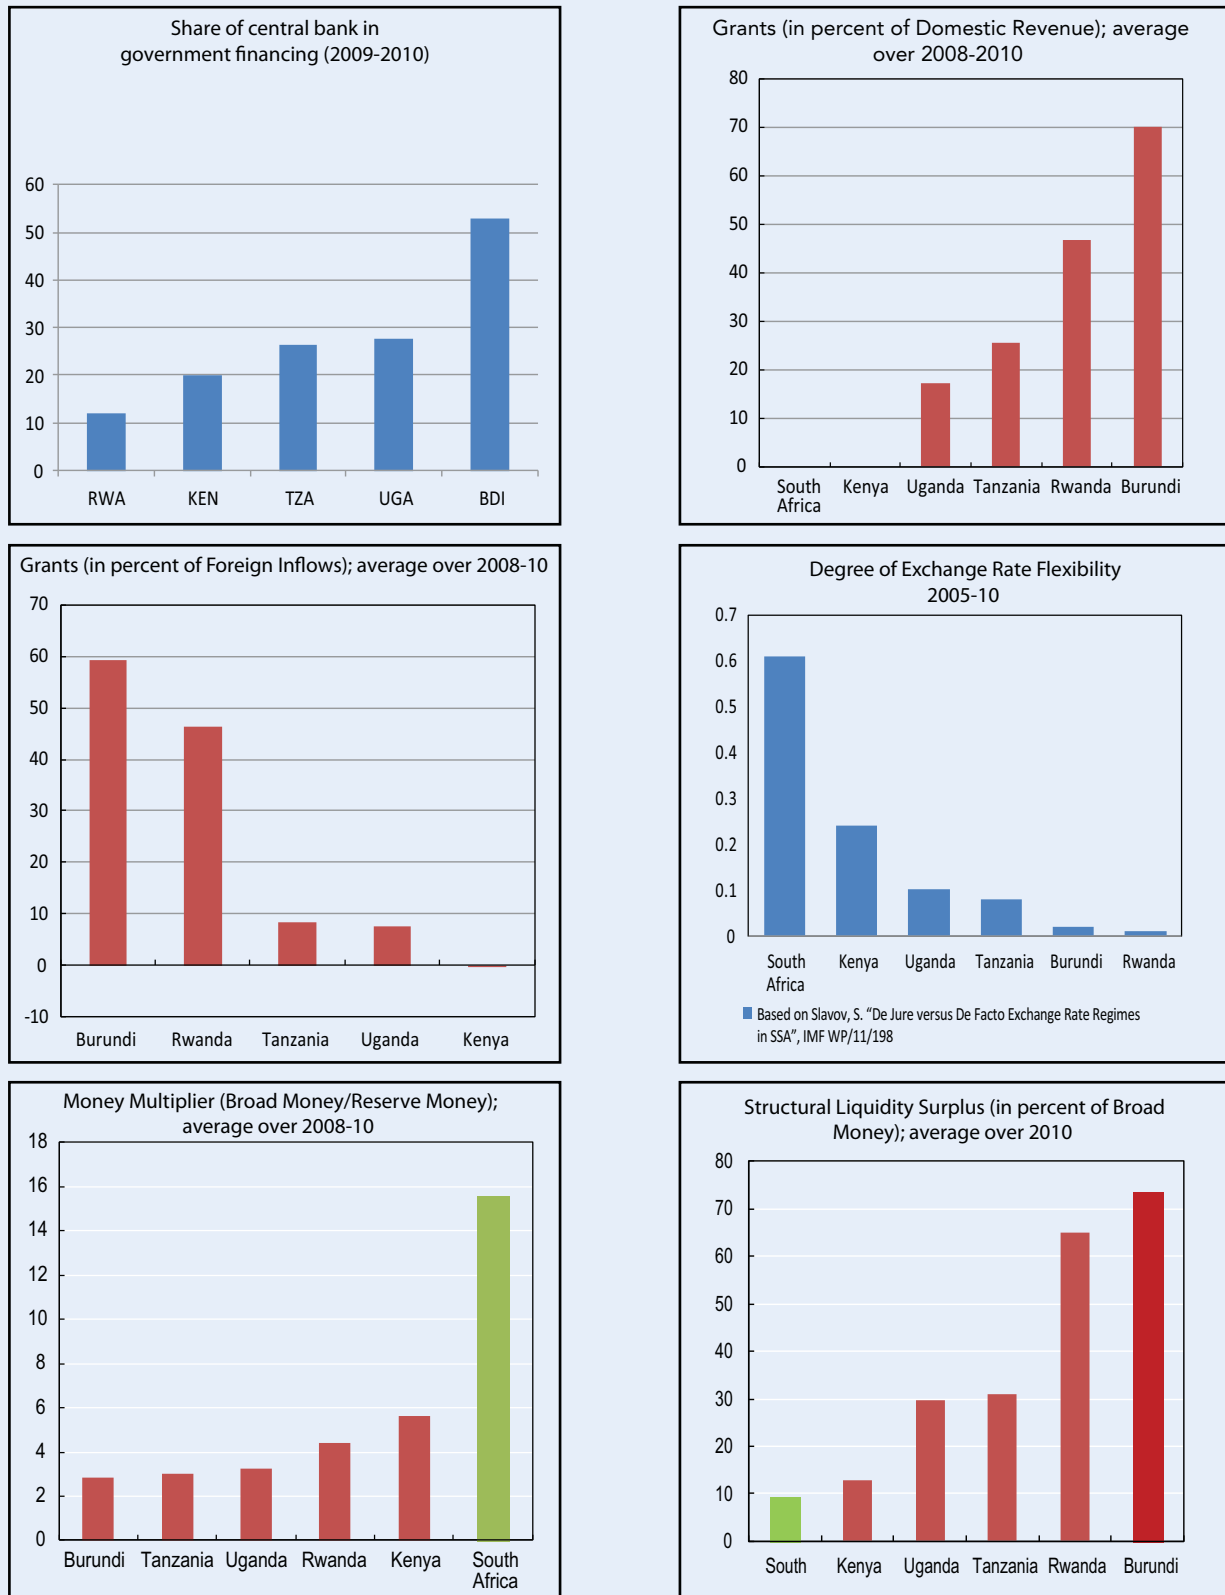 Share of central bank in
government financing (2009-2010)
60
50
40
30
20
10
0
RWA KEN TZA UGA BDI
Grants (in percent of Domestic Revenue); average
over 2008-2010
80
70
60
50
40
30
20
10
0
South Africa Kenya Uganda Tanzania Rwanda Burundi
Grants (in percent of Foreign Inflows); average over 2008-10
70
60
50
40
30
20
10
0
-10
Burundi Rwanda Tanzania Uganda Kenya
Degree of Exchange Rate Flexibility
2005-10
0.7
0.6
0.5
0.4
0.3
0.2
0.1
0
South Africa Kenya Uganda Tanzania Burundi Rwanda
Based on Slavov, S. “De Jure versus De Facto Exchange Rate Regimes
in SSA”, IMF WP/11/198
Money Multiplier (Broad Money/Reserve Money);
average over 2008-10
18
16
14
12
10
8
6
4
2
0
Burundi Tanzania Uganda Rwanda Kenya South Africa
Structural Liquidity Surplus (in percent of Broad
Money); average over 2010
80
70
60
50
40
30
20
10
0
South Kenya Uganda Tanzania Rwanda Burundi